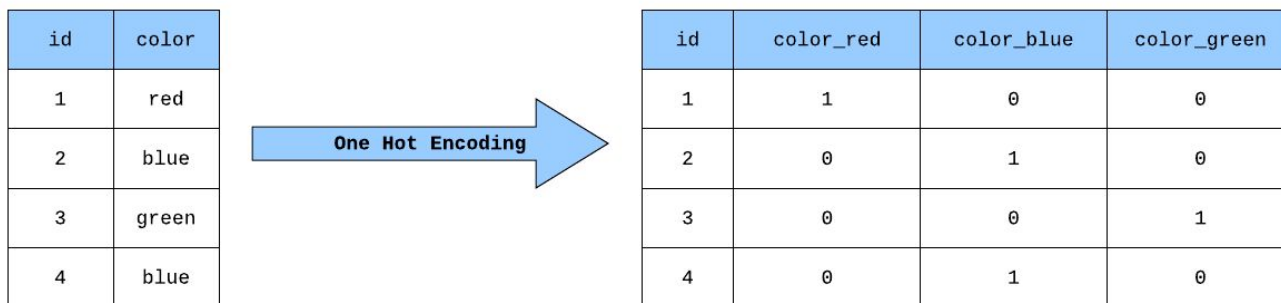 id color
1 red
2 blue
3 green
4 blue
One Hot Encoding
id color_red color_blue color_green
1 1 0 0
2 0 1 0
3 0 0 1
4 0 1 0